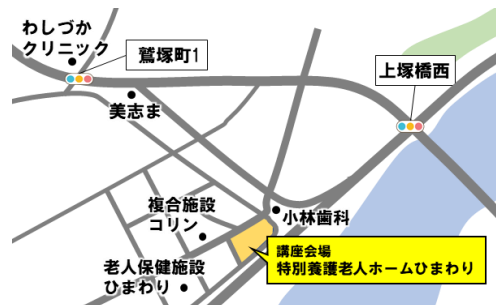 わしづか
クリニック
鷲塚町1
上塚橋西
美志ま
複合施設
コリン
小林歯科
講座会場
特別養護老人ホームひまわり
老人保健施設
ひまわり